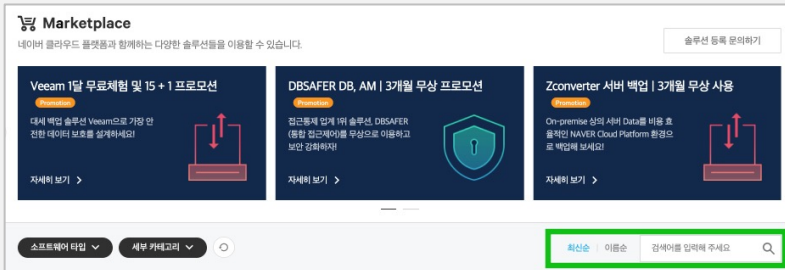 Marketplace
네이버 클라우드 플랫폼과 함께하는 다양한 솔루션들을 이용할 수 있습니다.
솔루션 등록 문의하기
Veeam 1달 무료체험 및 15 + 1 프로모션
Promotion
대세 백업 솔루션 Veeam으로 가장 안
전한 데이터 보호를 설계하세요!
자세히 보기 >
DBSAFER DB, AM | 3개월 무상 프로모션
Promotion
접근통제 업계 1위 솔루션, DBSAFER
(통합 접근제어)를 무상으로 이용하고
보안 강화하자!
자세히 보기 >
Zconverter 서버 백업 | 3개월 무상 사용
Promotion
On-premise 상의 서버 Data를 비용 효
율적인 NAVER Cloud Platform 환경으
로 백업해 보세요!
자세히 보기 >
소프트웨어 타입 세부 카테고리 최신순 이름순 검색어를 입력해 주세요